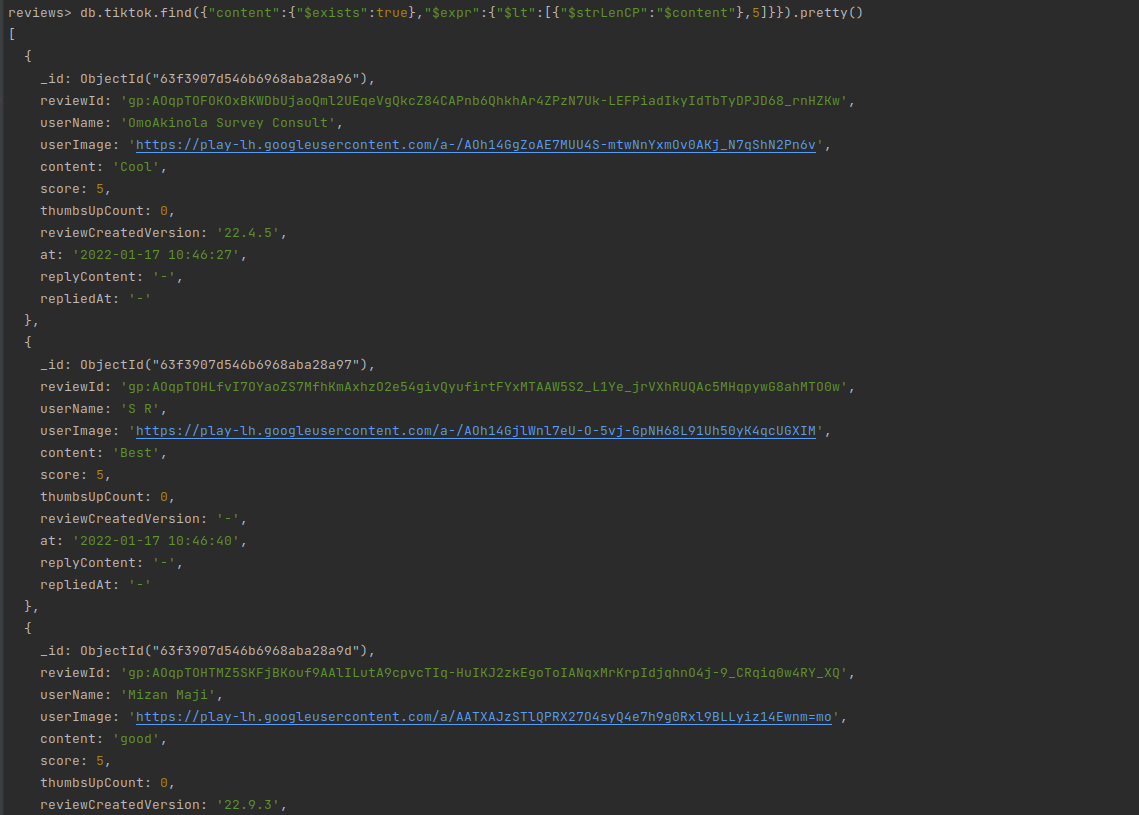 reviews> db.tiktok.find({"content":{"$exists":true},"$expr":{"$lt":[{"$strLenCP":"$content"},5]}}).pretty()
[
  {
    _id: ObjectId("63f3907d546b6968aba28a96"),
    reviewId: 'gp:AOqpTOFOKOxBKWDbUjaoQml2UEqeVgQkcZ84CAPnb6QhkhAr4ZPzN7Uk-LEFPiadIkyIdTbTyDPJD68_rnHZKw',
    userName: 'OmoAkinola Survey Consult',
    userImage: 'https://play-lh.googleusercontent.com/a-/AOh14GgZoAE7MUU4S-mtwNnYxmOv0AKj_N7qShN2Pn6v',
    content: 'Cool',
    score: 5,
    thumbsUpCount: 0,
    reviewCreatedVersion: '22.4.5',
    at: '2022-01-17 10:46:27',
    replyContent: '-',
    repliedAt: '-'
  },
  {
    _id: ObjectId("63f3907d546b6968aba28a97"),
    reviewId: 'gp:AOqpTOHLfvI7OYaoZS7MfhKmAxhzO2e54givQyufirtFYxMTAAW5S2_L1Ye_jrVXhRUQAc5MHqpywG8ahMTO0w',
    userName: 'S R',
    userImage: 'https://play-lh.googleusercontent.com/a-/AOh14GjlWnl7eU-O-5vj-GpNH68L91Uh50yK4qcUGXIM',
    content: 'Best',
    score: 5,
    thumbsUpCount: 0,
    reviewCreatedVersion: '-',
    at: '2022-01-17 10:46:40',
    replyContent: '-',
    repliedAt: '-'
  },
  {
    _id: ObjectId("63f3907d546b6968aba28a9d"),
    reviewId: 'gp:AOqpTOHTMZ5SKFjBKouf9AAlILutA9cpvcTIq-HuIKJ2zkEgoToIANqxMrKrpIdjqhnO4j-9_CRqiq0w4RY_XQ',
    userName: 'Mizan Maji',
    userImage: 'https://play-lh.googleusercontent.com/a/AATXAJzSTlQPRX27O4syQ4e7h9g0Rxl9BLLyiz14Ewnm=mo',
    content: 'good',
    score: 5,
    thumbsUpCount: 0,
    reviewCreatedVersion: '22.9.3',